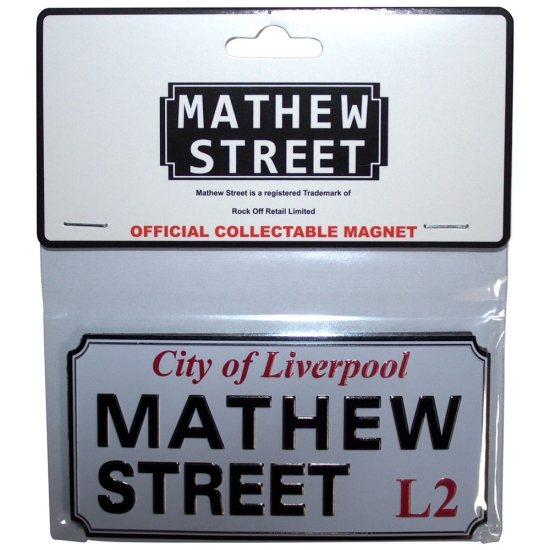 MATHEW
STREET
Mathew Street is a registered Trademark of
Rock Off Retail Limited
OFFICIAL COLLECTABLE MAGNET
City of Liverpool
MATHEW
STREET L2